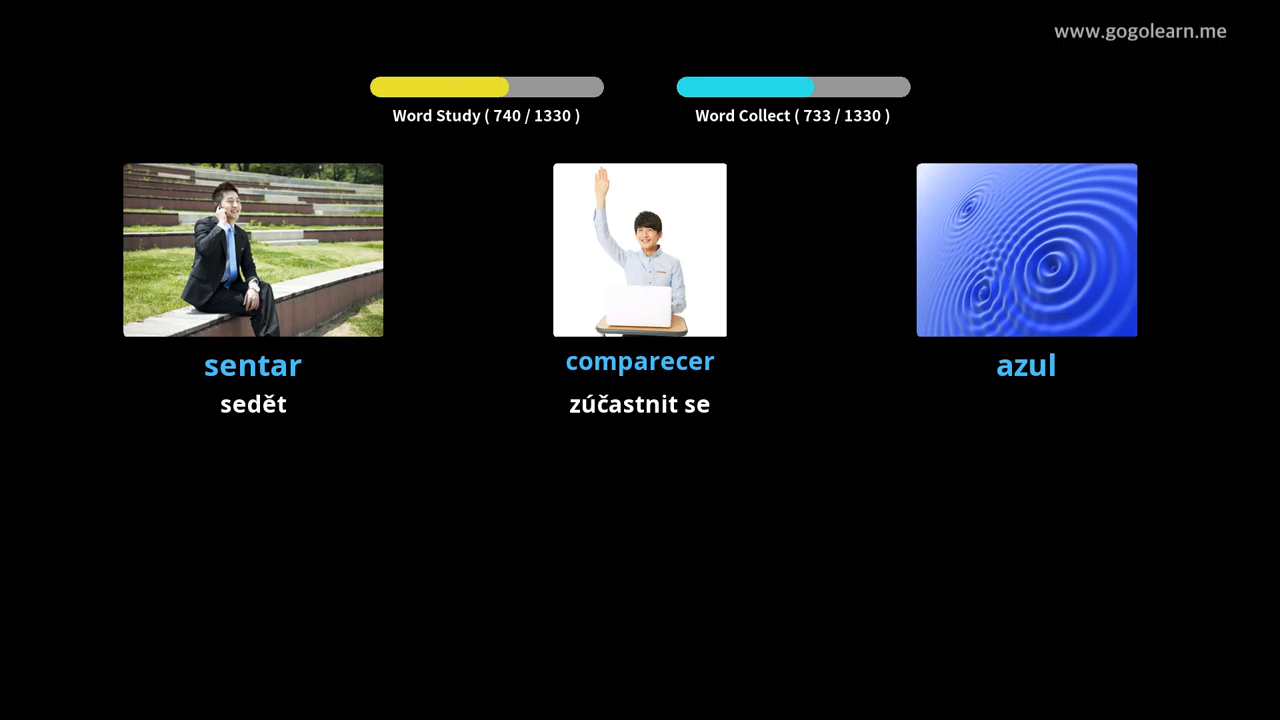 www.gogolearn.me
Word Study ( 740 / 1330 )
Word Collect ( 733 / 1330 )
sentar
comparecer
azul
sedět
zúčastnit se